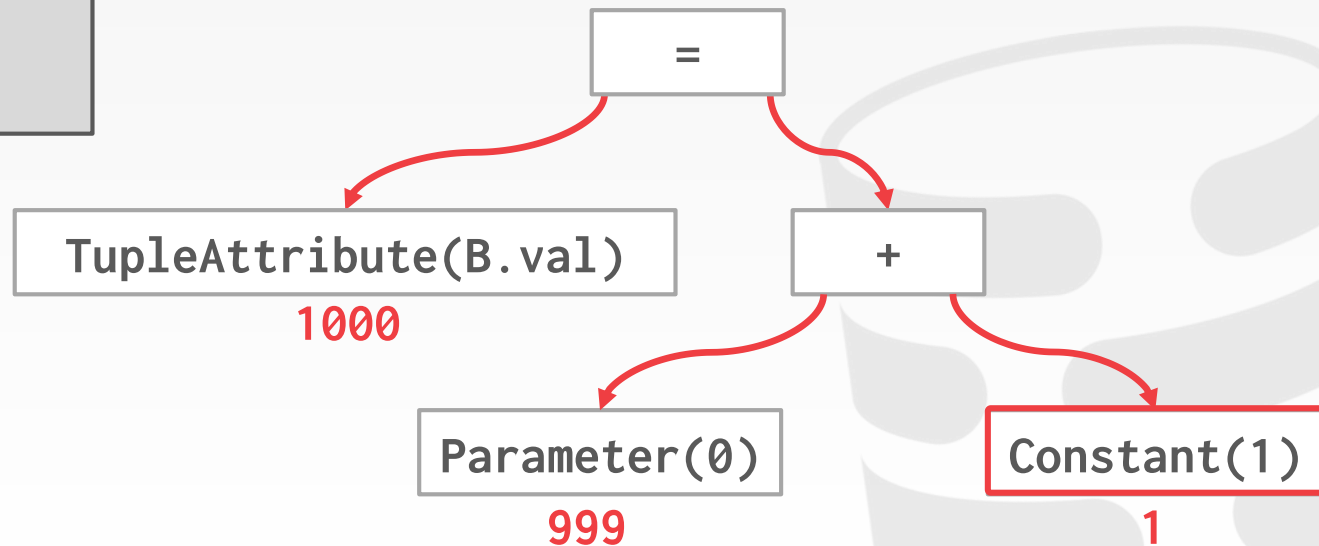 =
TupleAttribute(B.val)
+
1000
Parameter(0)
Constant(1)
999
1